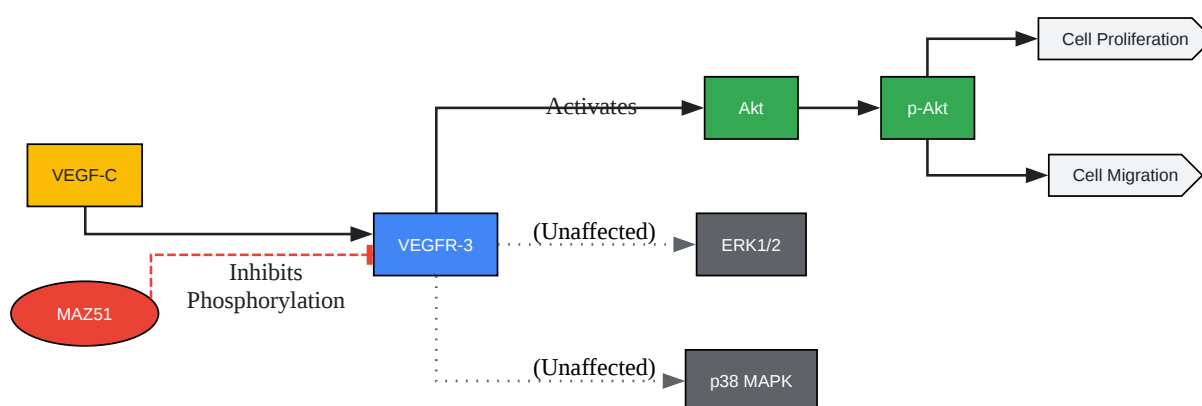 Cell Proliferation
Activates
Akt
p-Akt
VEGF-C
Cell Migration
VEGFR-3
(Unaffected)
ERK1/2
Inhibits
Phosphorylation
MAZ51
(Unaffected)
p38 MAPK